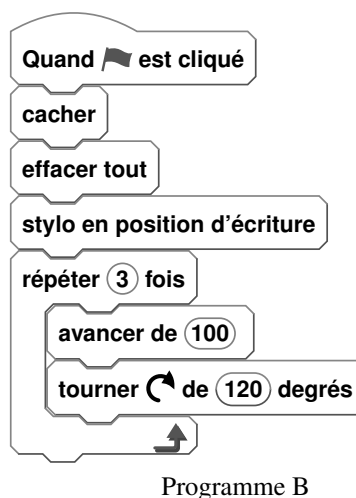 Quand est cliqué
cacher
effacer tout
stylo en position d'écriture
répéter 3 fois
avancer de 100
tourner de 120 degrés
Programme B